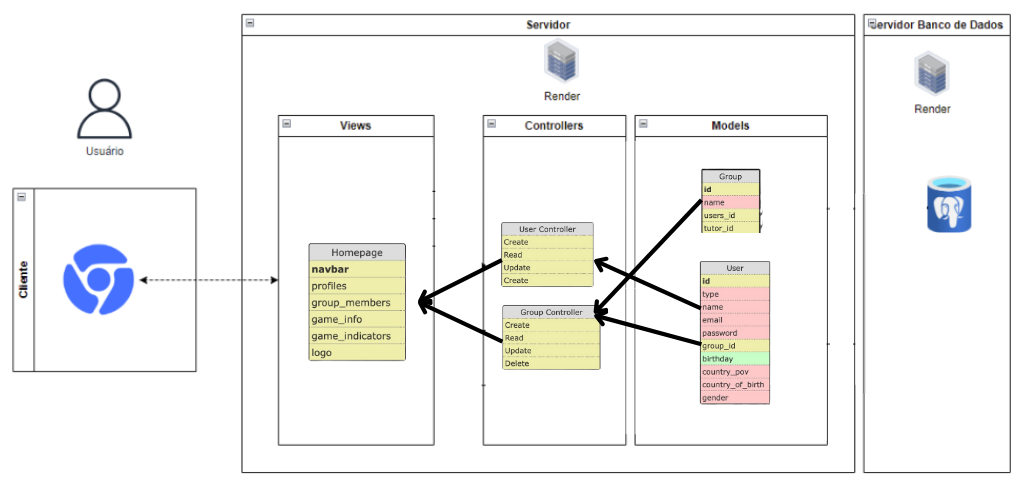 Servidor
Servidor Banco de Dados
Render
Render
Usuário
Cliente
Views
Homepage
navbar
profiles
group_members
game_info
game_indicators
logo
Controllers
User Controller
Create
Read
Update
Create
Group Controller
Create
Read
Update
Delete
Models
Group
id
name
users_id
tutor_id
User
id
type
name
email
password
group_id
birthday
country_pov
country_of_birth
gender